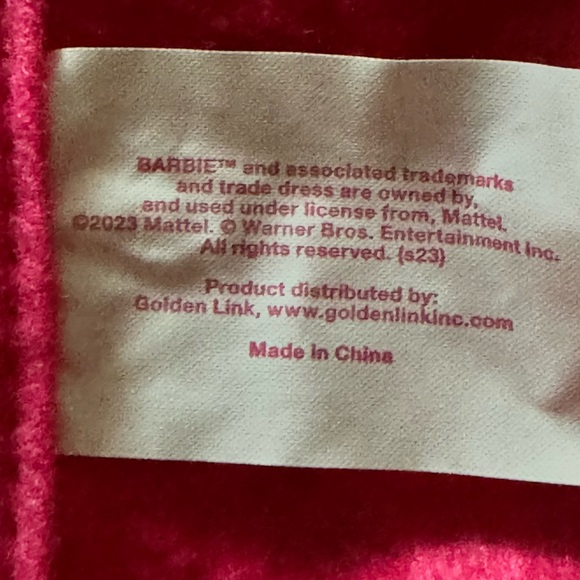 BARBIE™ and associated trademarks
and trade dress are owned by,
and used under license from, Mattel.
©2023 Mattel. © Warner Bros. Entertainment Inc.
All rights reserved. (s23)
Product distributed by:
Golden Link, www.goldenlinkinc.com
Made in China